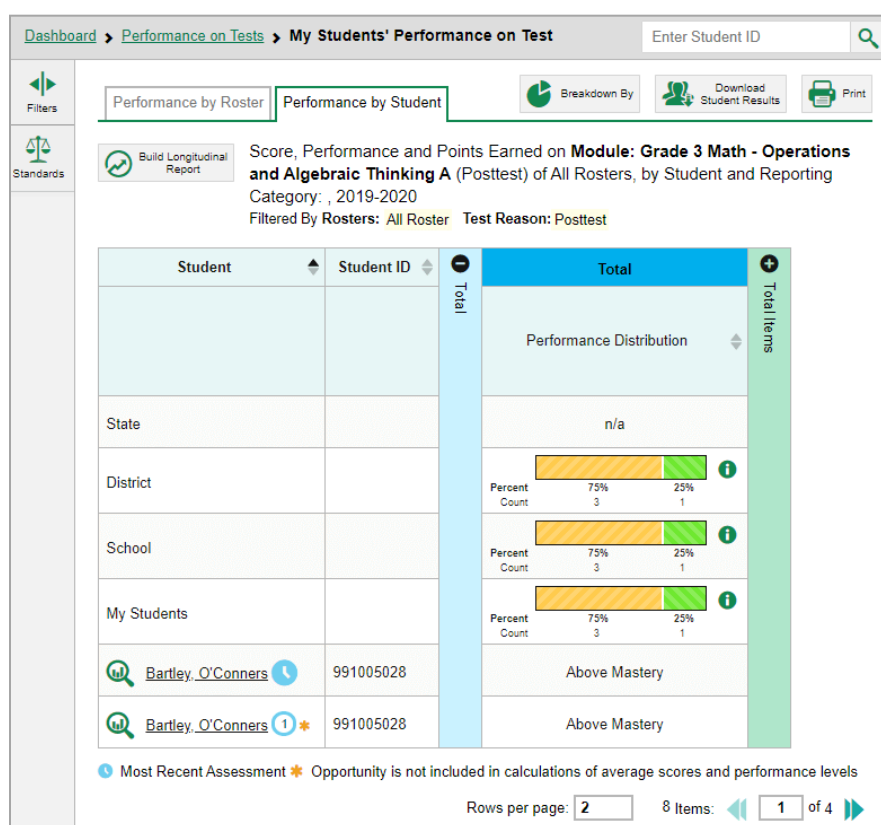 Dashboard › Performance on Tests › My Students' Performance on Test
Enter Student ID
Filters
Standards
Performance by Roster
Performance by Student
Breakdown By
Download
Student Results
Print
Build Longitudinal
Report
Score, Performance and Points Earned on Module: Grade 3 Math - Operations
and Algebraic Thinking A (Posttest) of All Rosters, by Student and Reporting
Category: , 2019-2020
Filtered By Rosters: All Roster Test Reason: Posttest
Student
Student ID
Total
Total
Total Items
Performance Distribution
State
n/a
District
Percent 75% 25%
Count 3 1
School
Percent 75% 25%
Count 3 1
My Students
Percent 75% 25%
Count 3 1
Bartley, O'Conners 991005028 Above Mastery
Bartley, O'Conners 1 * 991005028 Above Mastery
Most Recent Assessment * Opportunity is not included in calculations of average scores and performance levels
Rows per page: 2 8 Items: 1 of 4